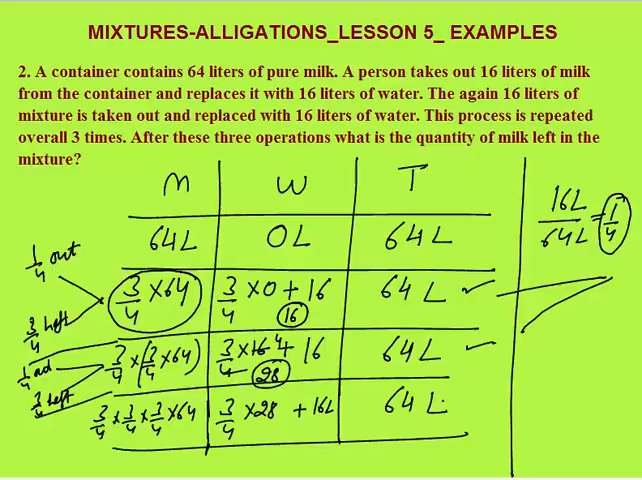 MIXTURES-ALLIGATIONS_LESSON 5_ EXAMPLES
2. A container contains 64 liters of pure milk. A person takes out 16 liters of milk
from the container and replaces it with 16 liters of water. The again 16 liters of
mixture is taken out and replaced with 16 liters of water. This process is repeated
overall 3 times. After these three operations what is the quantity of milk left in the
mixture?
M W T
16L/64L = 1/4
64L 0L 64L
1/4 out
3/4 × 64 3/4 × 0 + 16 64 L
16
3/4 left
3/4 × (3/4 × 64) 3/4 × 16 + 16 64L
28
1/4
3/4 left
3/4 × 3/4 × 3/4 × 64 3/4 × 28 + 16L 64 L